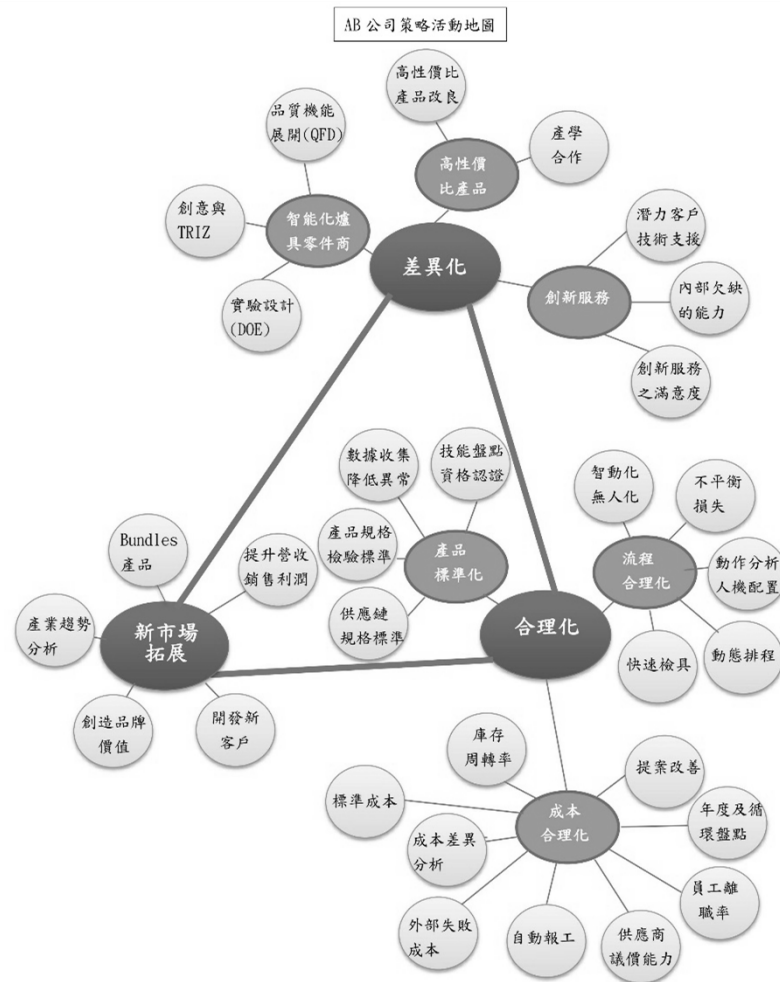 AB 公司策略活動地圖
高性價比
產品改良
品質機能
展開(QFD)
產學
合作
高性價
比產品
創意與
TRIZ
智能化爐
具零件商
潛力客戶
技術支援
差異化
創新服務
內部欠缺
的能力
實驗設計
(DOE)
創新服務
之滿意度
數據收集
降低異常
技能盤點
資格認證
智動化
無人化
不平衡
損失
Bundles
產品
提升營收
銷售利潤
產品規格
檢驗標準
產品
標準化
流程
合理化
動作分析
人機配置
產業趨勢
分析
新市場
拓展
供應鏈
規格標準
合理化
快速檢具
動態排程
創造品牌
價值
開發新
客戶
庫存
周轉率
提案改善
標準成本
成本
合理化
年度及循
環盤點
成本差異
分析
員工離
職率
外部失敗
成本
自動報工
供應商
議價能力